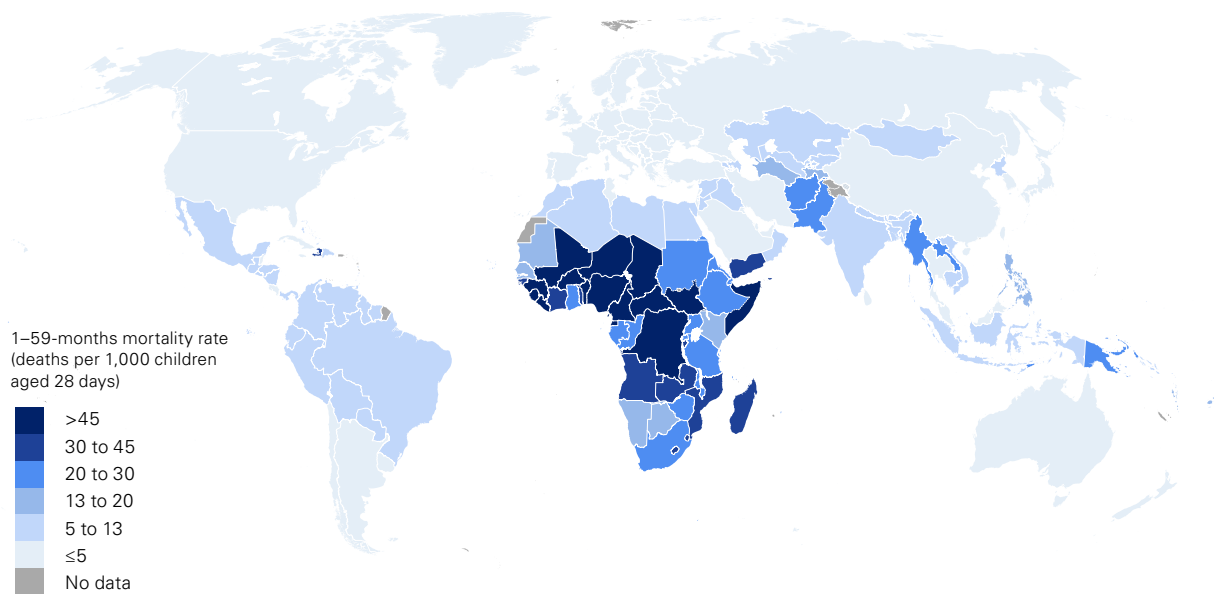 1–59-months mortality rate
(deaths per 1,000 children
aged 28 days)
>45
30 to 45
20 to 30
13 to 20
5 to 13
≤5
No data